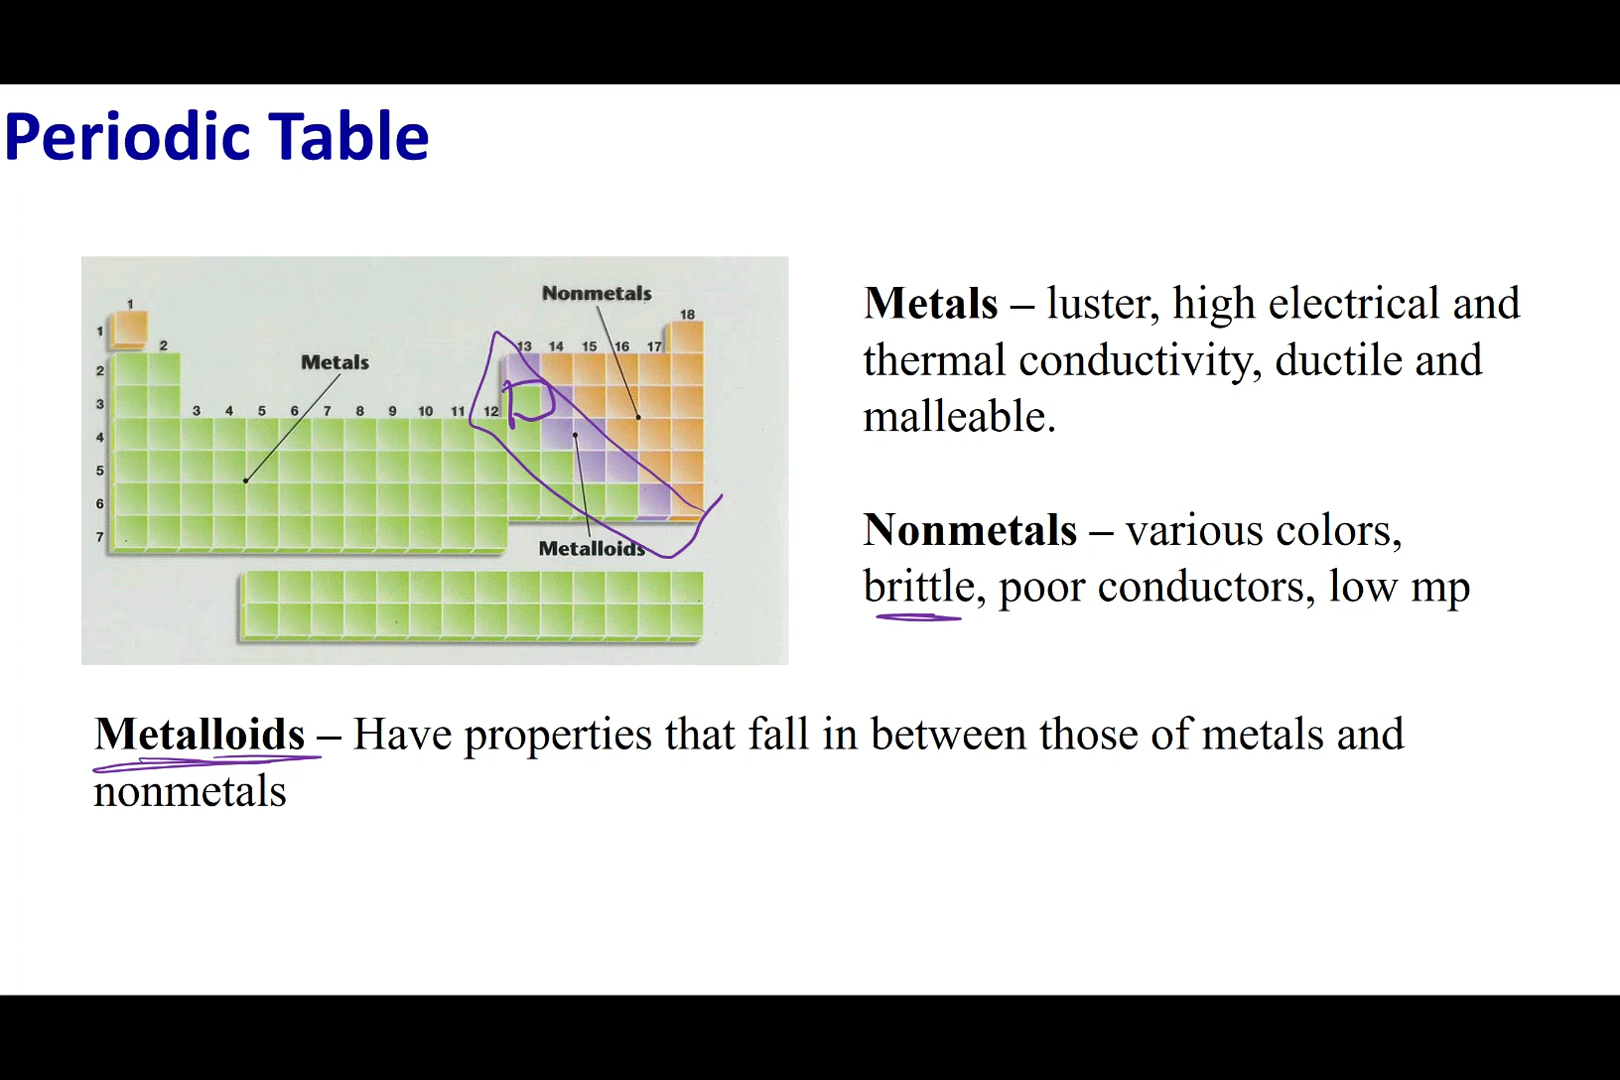 Periodic Table
Nonmetals
1
18
1
2
13 14 15 16 17
Metals
2
3
3 4 5 6 7 8 9 10 11 12
4
5
6
7
Metalloids
Metals – luster, high electrical and
thermal conductivity, ductile and
malleable.
Nonmetals – various colors,
brittle, poor conductors, low mp
Metalloids – Have properties that fall in between those of metals and
nonmetals